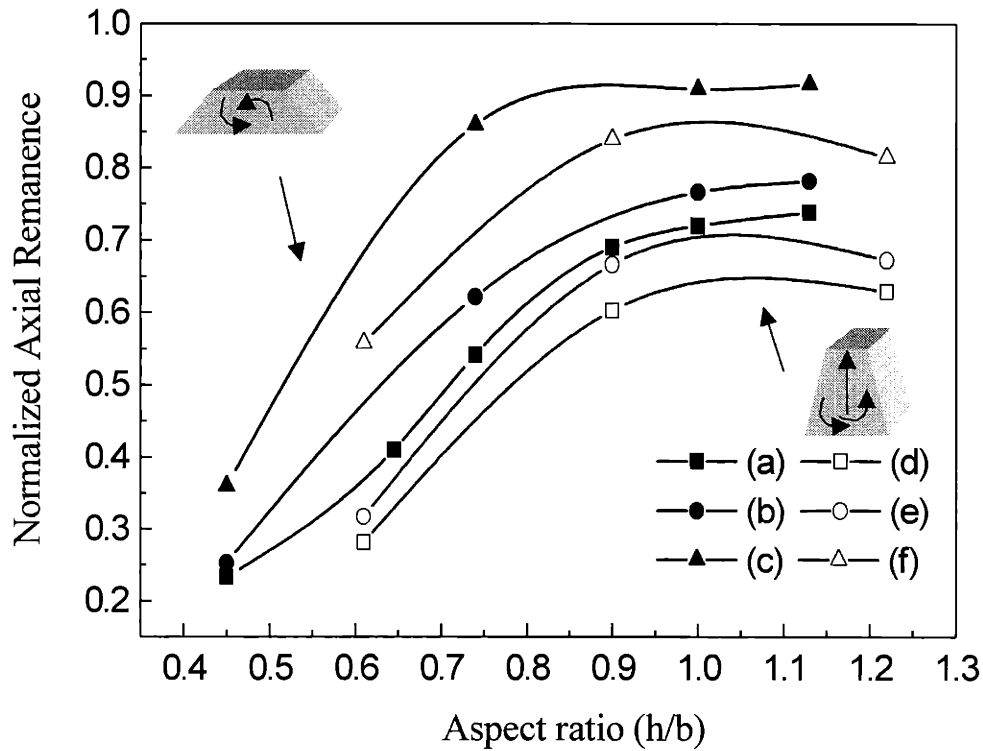 Normalized Axial Remanence
1.0
0.9
0.8
0.7
0.6
0.5
0.4
0.3
0.2
(a) (d)
(b) (e)
(c) (f)
0.4 0.5 0.6 0.7 0.8 0.9 1.0 1.1 1.2 1.3
Aspect ratio (h/b)